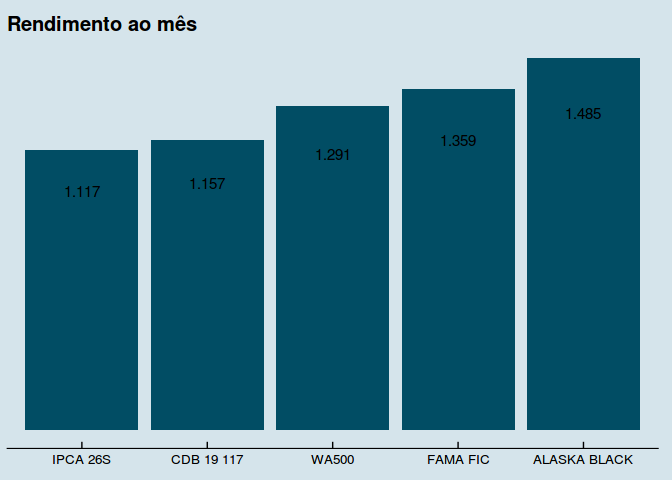 Rendimento ao mês
1.117
1.157
1.291
1.359
1.485
IPCA 26S
CDB 19 117
WA500
FAMA FIC
ALASKA BLACK